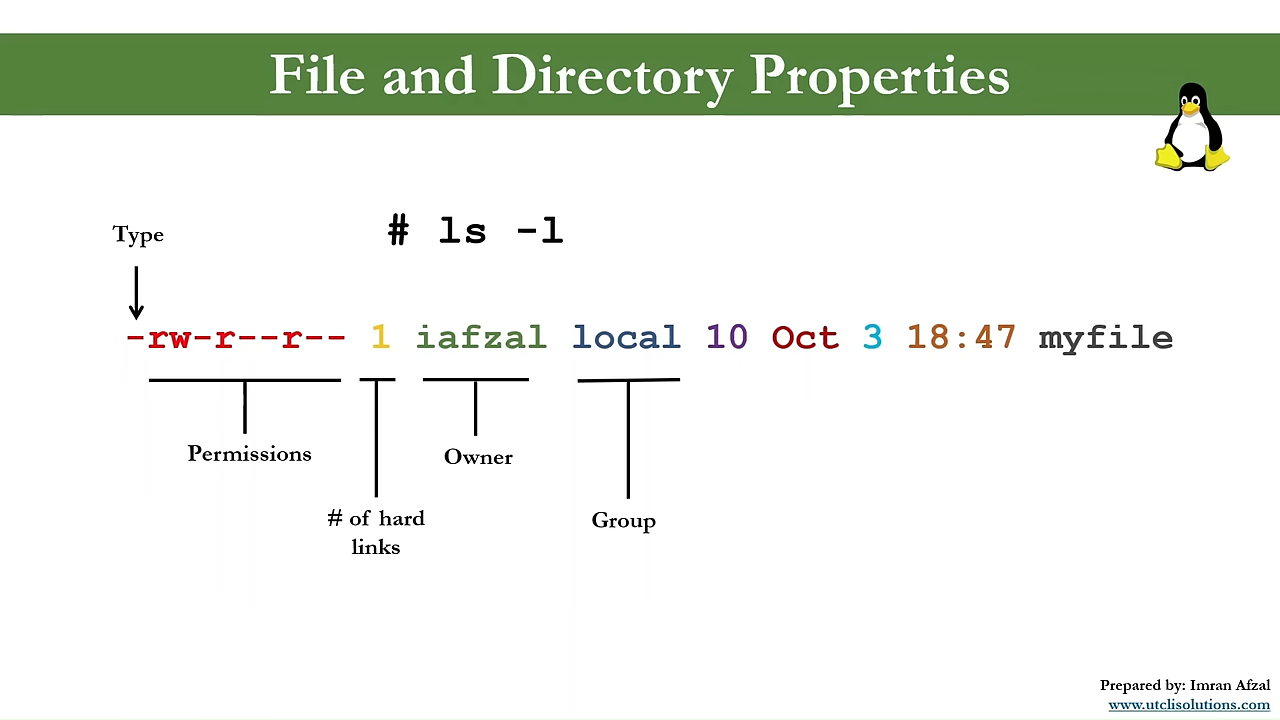 File and Directory Properties
Type
# ls -l
-rw-r--r-- 1 iafzal local 10 Oct 3 18:47 myfile
Permissions
Owner
# of hard
links
Group
Prepared by: Imran Afzal
www.utclisolutions.com